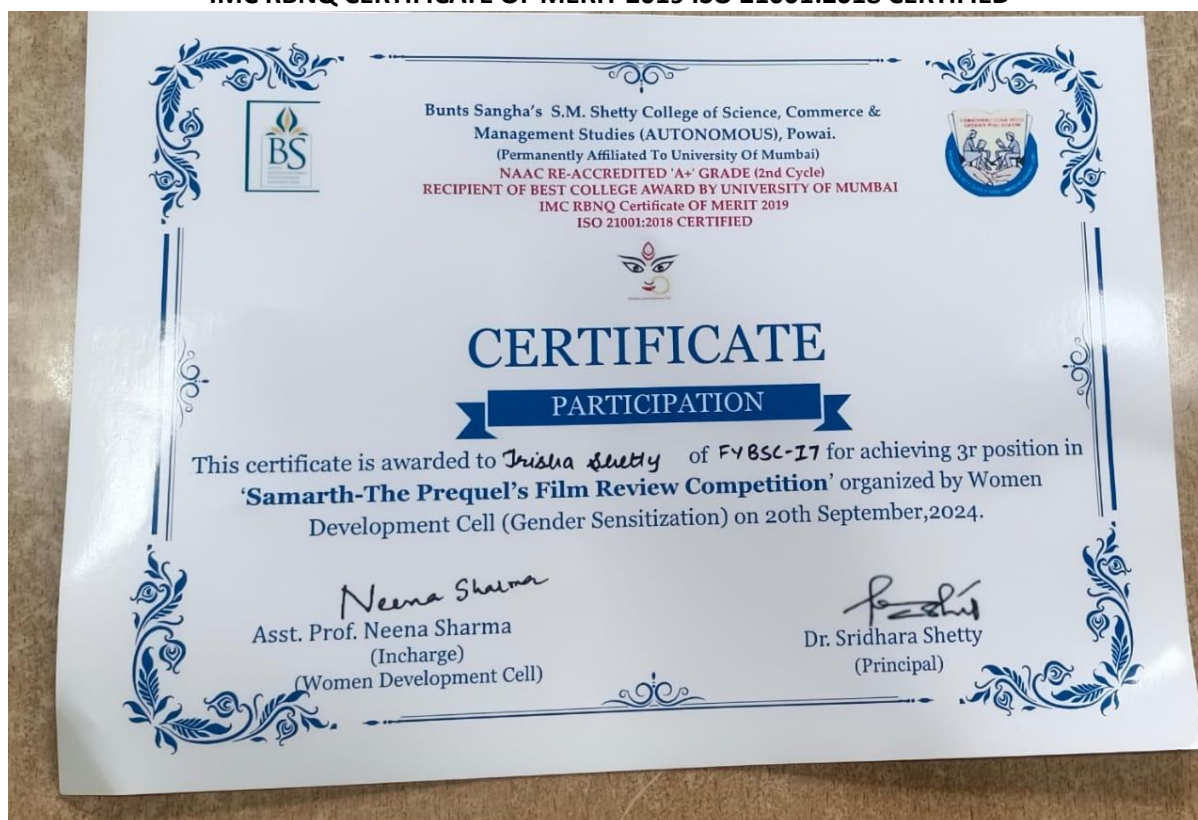 IMC RBNQ CERTIFICATE OF MERIT 2019 ISO 21001:2018 CERTIFIED
BS
Bunts Sangha's S.M. Shetty College of Science, Commerce &
Management Studies (AUTONOMOUS), Powai.
(Permanently Affiliated To University Of Mumbai)
NAAC RE-ACCREDITED 'A+' GRADE (2nd Cycle)
RECIPIENT OF BEST COLLEGE AWARD BY UNIVERSITY OF MUMBAI
IMC RBNQ Certificate OF MERIT 2019
ISO 21001:2018 CERTIFIED
CERTIFICATE
PARTICIPATION
This certificate is awarded to Trisha Shetty of FYBSC-IT for achieving 3r position in
'Samarth-The Prequel's Film Review Competition' organized by Women
Development Cell (Gender Sensitization) on 20th September,2024.
Neena Sharma
Asst. Prof. Neena Sharma
(Incharge)
(Women Development Cell)
Dr. Sridhara Shetty
(Principal)